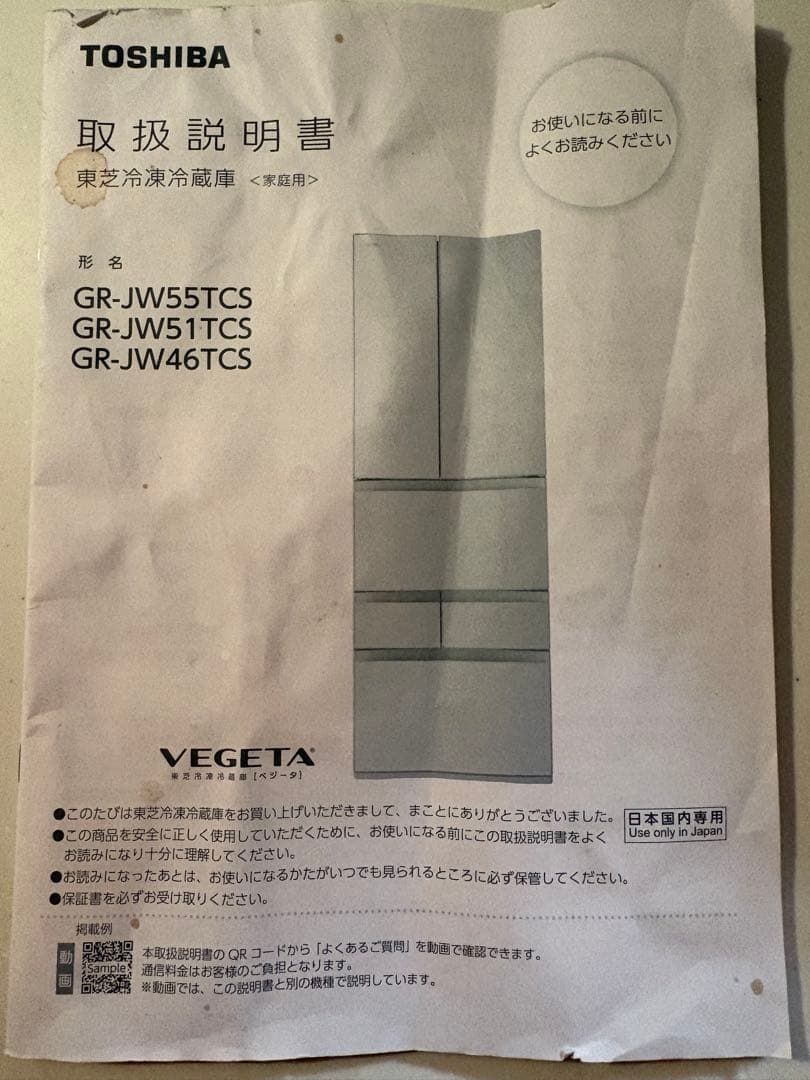 TOSHIBA
取扱説明書
東芝冷凍冷蔵庫 <家庭用>
お使いになる前に
よくお読みください
形名
GR-JW55TCS
GR-JW51TCS
GR-JW46TCS
VEGETA®
東芝冷凍冷蔵庫 [ベジータ]
●このたびは東芝冷凍冷蔵庫をお買い上げいただきまして、まことにありがとうございました。
●この商品を安全に正しく使用していただくために、お使いになる前にこの取扱説明書をよく
お読みになり十分に理解してください。
●お読みになったあとは、お使いになるかたがいつでも見られるところに必ず保管してください。
●保証書を必ずお受け取りください。
日本国内専用
Use only in Japan
掲載例
動画
Sample
本取扱説明書の QR コードから「よくあるご質問」を動画で確認できます。
通信料金はお客様のご負担となります。
※動画では、この説明書と別の機種で説明しています。